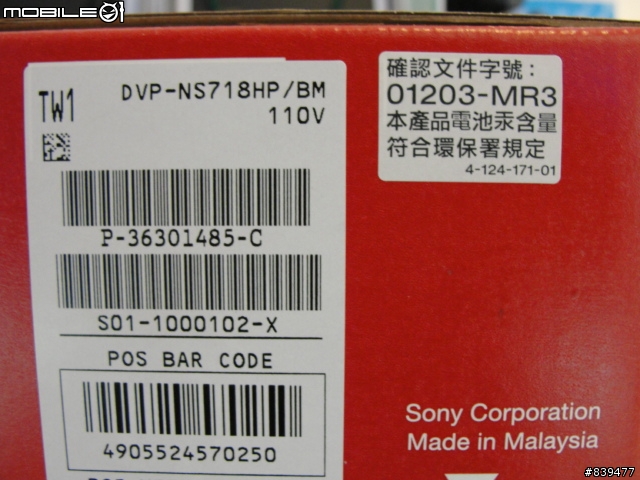 MOBILE01
TW1
DVP-NS718HP/BM
110V
P-36301485-C
S01-1000102-X
POS BAR CODE
4905524570250
確認文件字號：
01203-MR3
本產品電池汞含量
符合環保署規定
4-124-171-01
Sony Corporation
Made in Malaysia
#839477